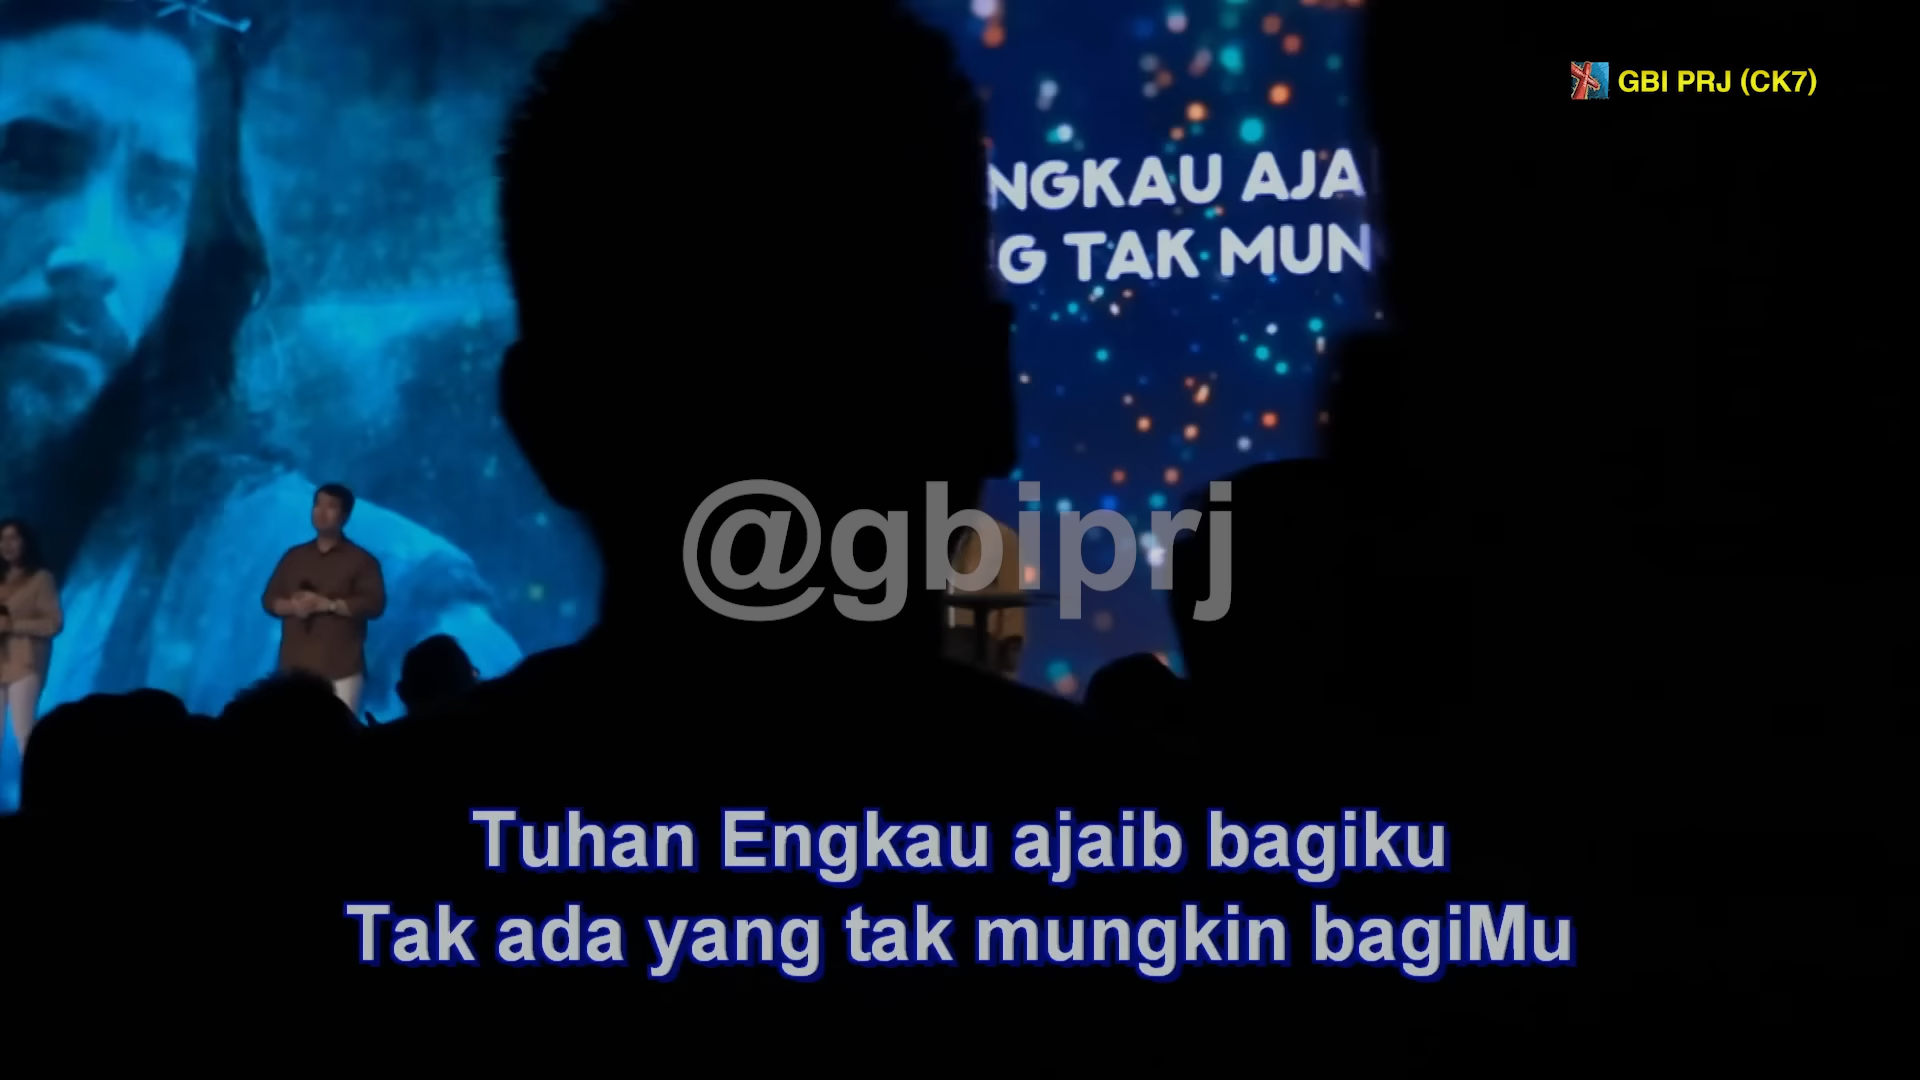 GBI PRJ (CK7)
NGKAU AJA
G TAK MUN
@gbiprj
Tuhan Engkau ajaib bagiku
Tak ada yang tak mungkin bagiMu